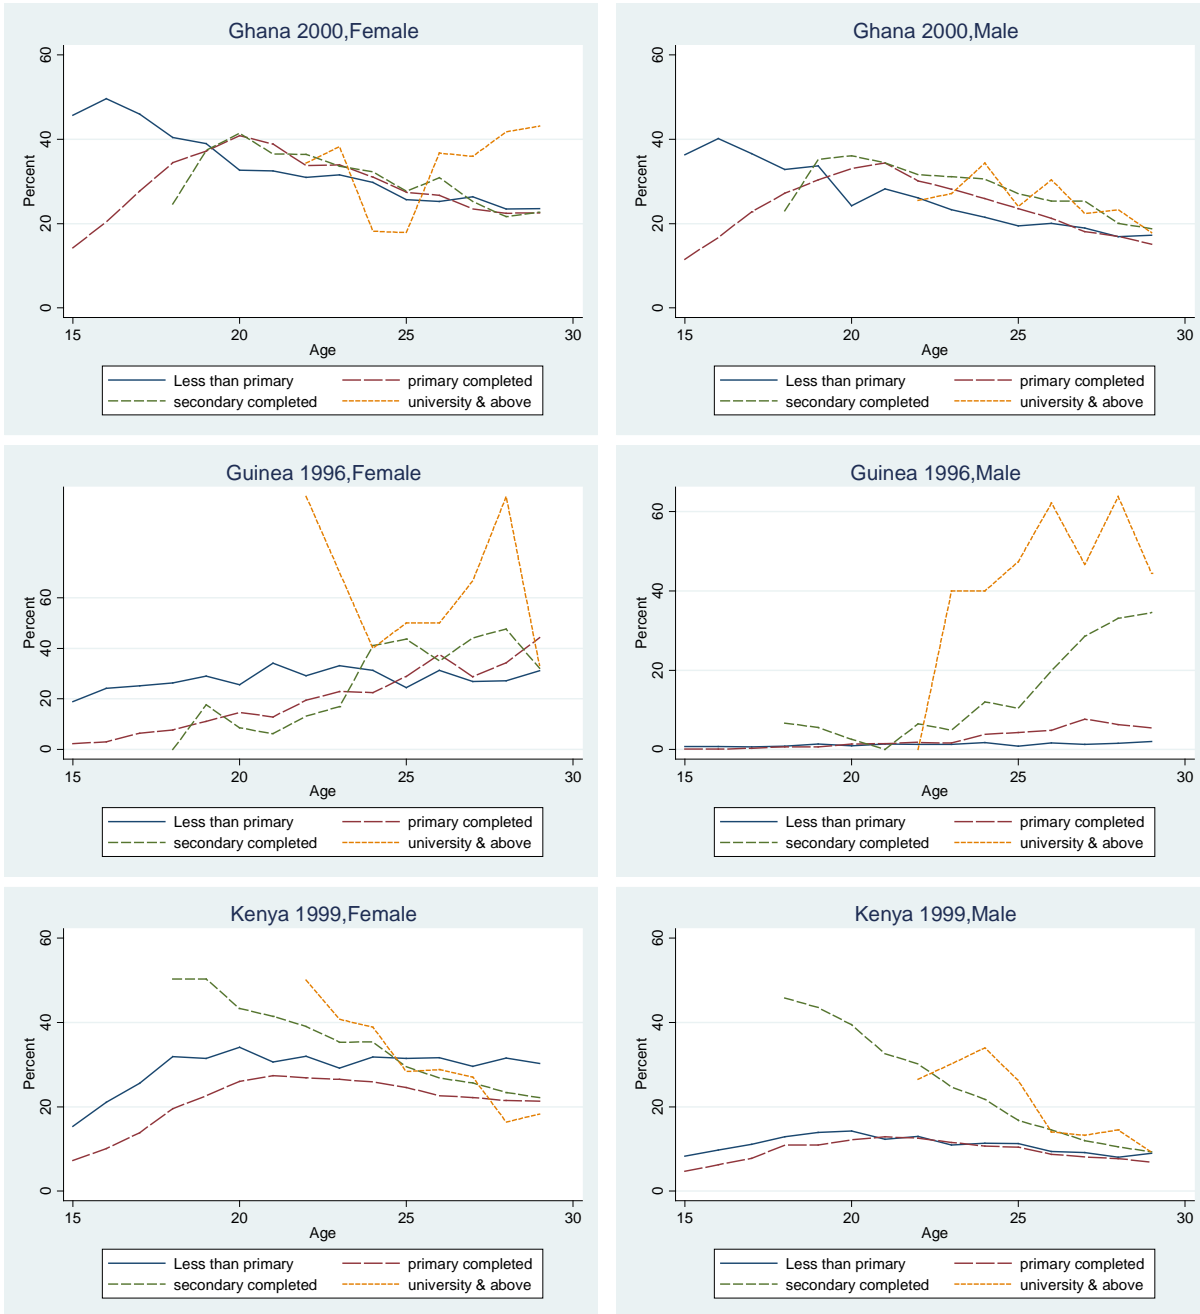 Ghana 2000,Female
60
40
20
0
Percent
15 20 25 30
Age
Less than primary primary completed
secondary completed university & above
Ghana 2000,Male
60
40
20
0
Percent
15 20 25 30
Age
Less than primary primary completed
secondary completed university & above
Guinea 1996,Female
60
40
20
0
Percent
15 20 25 30
Age
Less than primary primary completed
secondary completed university & above
Guinea 1996,Male
60
40
20
0
Percent
15 20 25 30
Age
Less than primary primary completed
secondary completed university & above
Kenya 1999,Female
60
40
20
0
Percent
15 20 25 30
Age
Less than primary primary completed
secondary completed university & above
Kenya 1999,Male
60
40
20
0
Percent
15 20 25 30
Age
Less than primary primary completed
secondary completed university & above